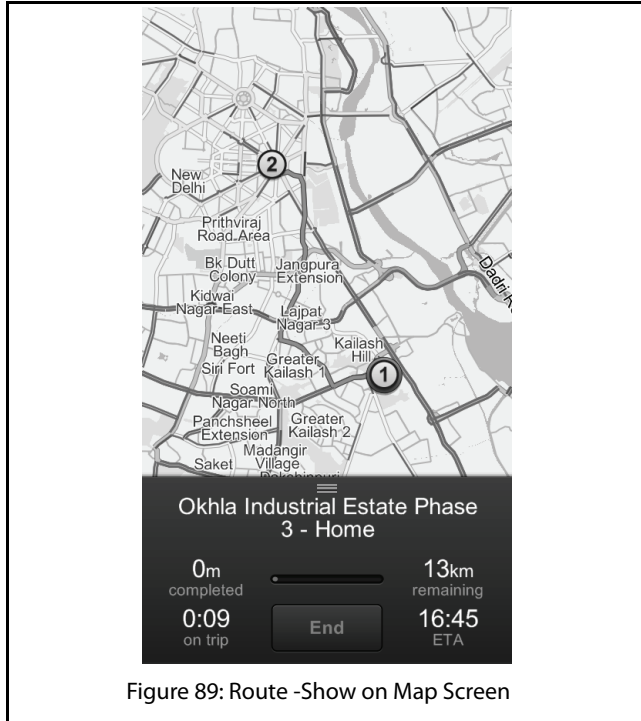 2
New
Delhi
Prithviraj
Road Area
Bk Dutt
Colony
Jangpura
Extension
Dadri-R
Kidwai
Nagar East
Lajpat
Nagar 3
Neeti
Bagh
Kailash
Hill
Siri Fort
Greater
Kailash 1
1
Soami
Nagar North
Panchsheel
Extension
Greater
Kailash 2
Madangir
Village
Saket
Okhla Industrial Estate Phase
3 - Home
0m
completed
13km
remaining
0:09
on trip
End
16:45
ETA
Figure 89: Route -Show on Map Screen